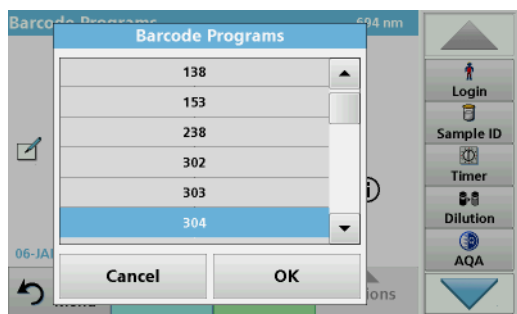 Barcode Programs 694 nm
Barcode Programs
138
153
238
302
303
304
Cancel OK
06-JA
Menu
ions
Login
Sample ID
Timer
Dilution
AQA